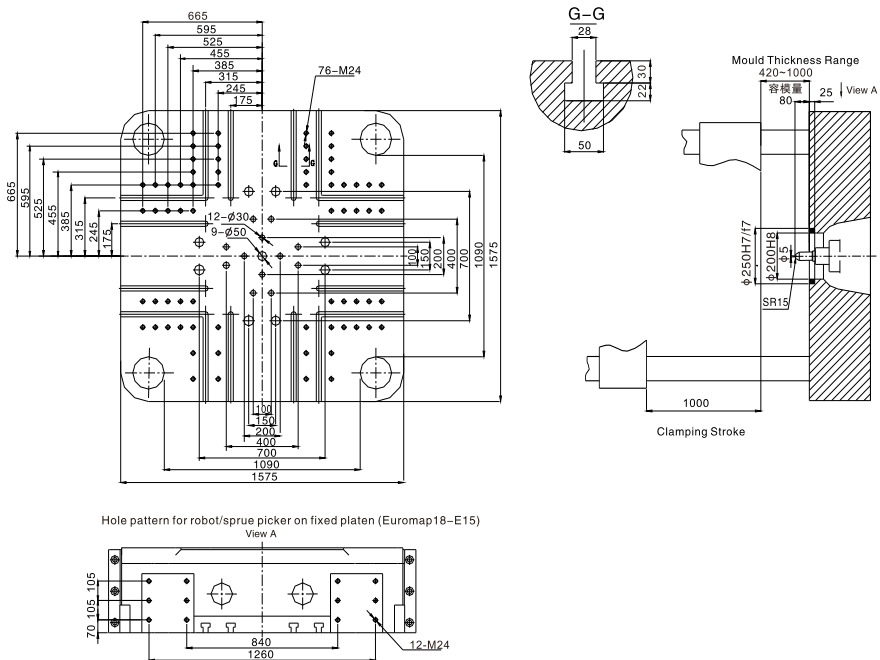 665
595
525
455
385
315
245
175
76-M24
G-G
28
30
22
50
Mould Thickness Range
420~1000
容模量
80
25
View A
665
595
525
455
385
315
245
175
G
G
12-Ø30
9-Ø50
100
150
200
400
700
1090
1575
ϕ250H7/f7
ϕ200H8
ϕ5
SR15
1000
Clamping Stroke
100
150
200
400
700
1090
1575
Hole pattern for robot/sprue picker on fixed platen (Euromap18-E15)
View A
105
105
70
840
1260
12-M24